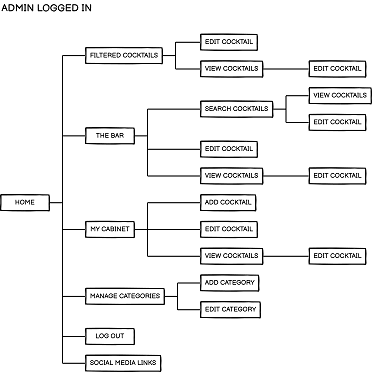 ADMIN LOGGED IN
EDIT COCKTAIL
FILTERED COCKTAILS
VIEW COCKTAILS
EDIT COCKTAIL
VIEW COCKTAILS
SEARCH COCKTAILS
EDIT COCKTAIL
THE BAR
EDIT COCKTAIL
VIEW COCKTAILS
EDIT COCKTAIL
HOME
ADD COCKTAIL
MY CABINET
EDIT COCKTAIL
VIEW COCKTAILS
EDIT COCKTAIL
ADD CATEGORY
MANAGE CATEGORIES
EDIT CATEGORY
LOG OUT
SOCIAL MEDIA LINKS